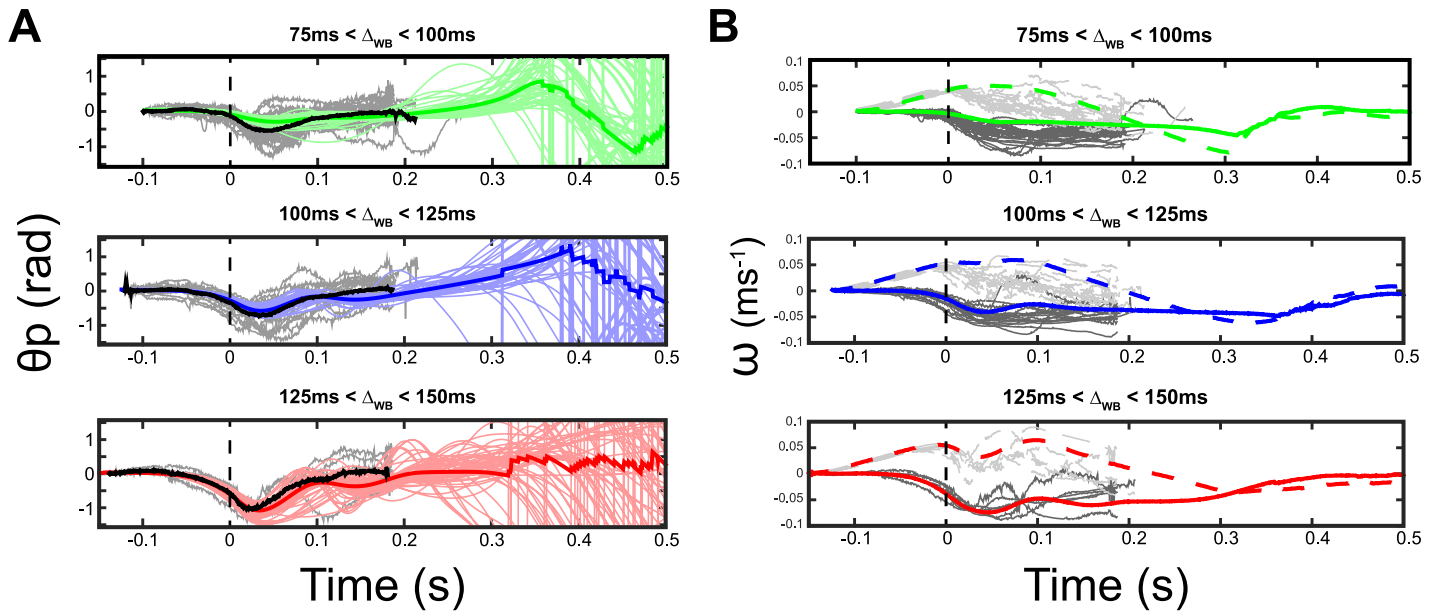 A
75ms < Δ_WB < 100ms
1
0
-1
-0.1 0 0.1 0.2 0.3 0.4 0.5
100ms < Δ_WB < 125ms
1
0
-1
-0.1 0 0.1 0.2 0.3 0.4 0.5
125ms < Δ_WB < 150ms
1
0
-1
-0.1 0 0.1 0.2 0.3 0.4 0.5
θp (rad)
Time (s)
B
75ms < Δ_WB < 100ms
0.1
0.05
0
-0.05
-0.1
-0.1 0 0.1 0.2 0.3 0.4 0.5
100ms < Δ_WB < 125ms
0.1
0.05
0
-0.05
-0.1
-0.1 0 0.1 0.2 0.3 0.4 0.5
125ms < Δ_WB < 150ms
0.1
0.05
0
-0.05
-0.1
-0.1 0 0.1 0.2 0.3 0.4 0.5
ω (ms⁻¹)
Time (s)